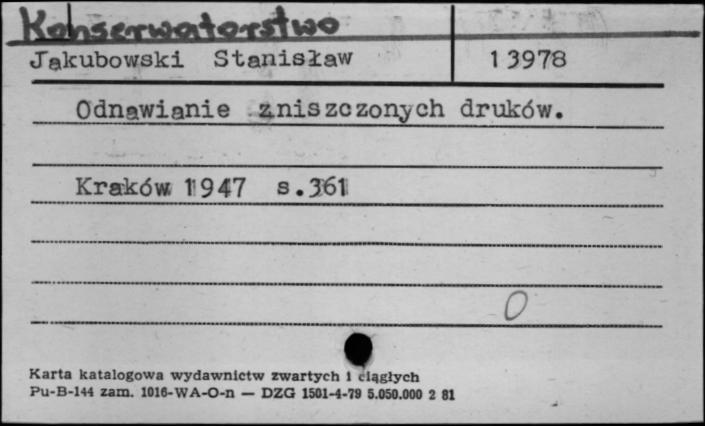 Konserwatorstwo
Jakubowski Stanisław 13978
Odnawianie zniszczonych druków.
Kraków 1947 s.361
0
Karta katalogowa wydawnictw zwartych i ciągłych
Pu-B-144 zam. 1016-WA-O-n — DZG 1501-4-79 5.050.000 2 81